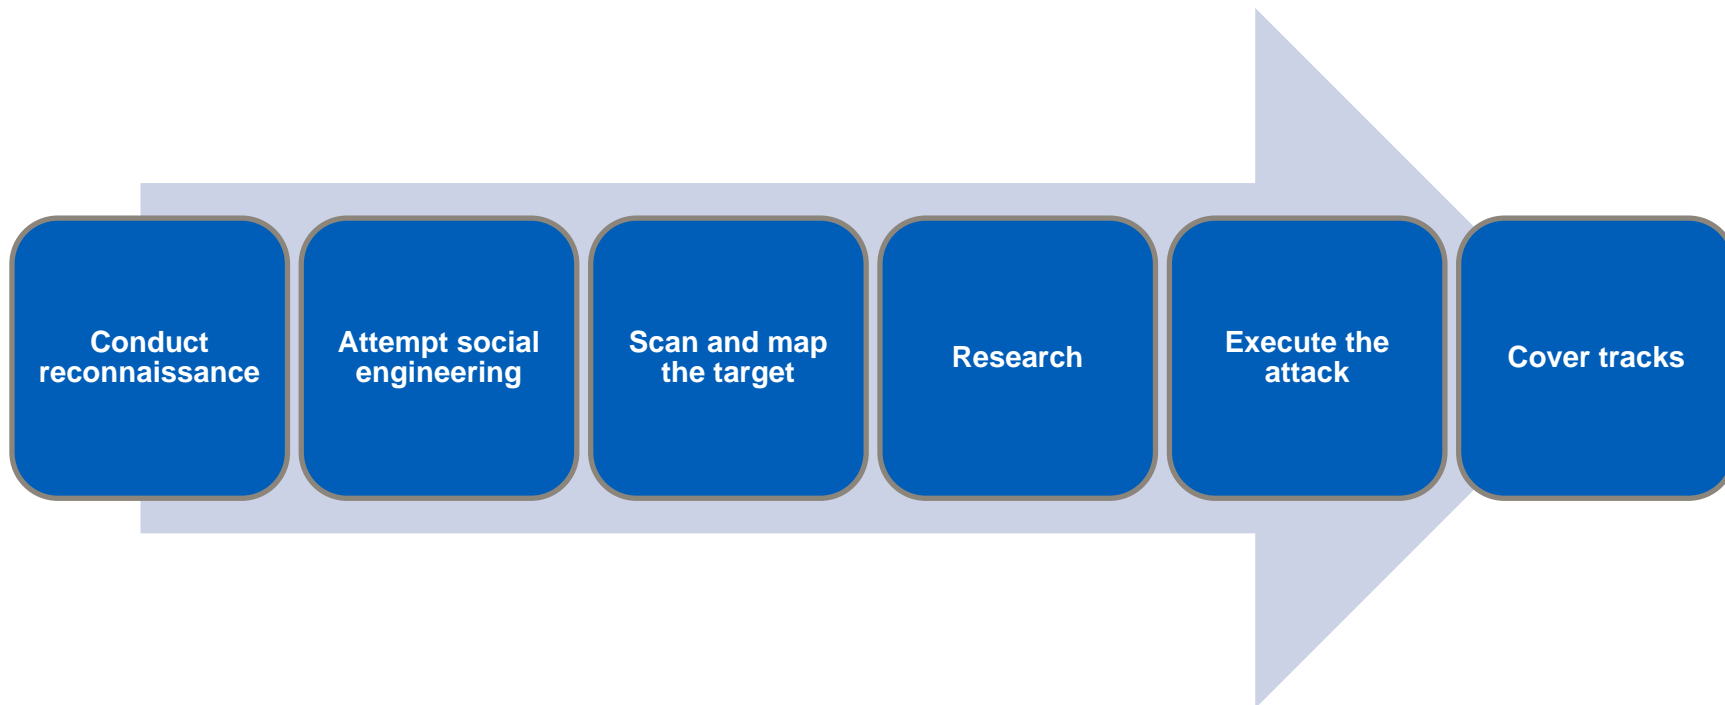 Conduct
reconnaissance
Attempt social
engineering
Scan and map
the target
Research
Execute the
attack
Cover tracks